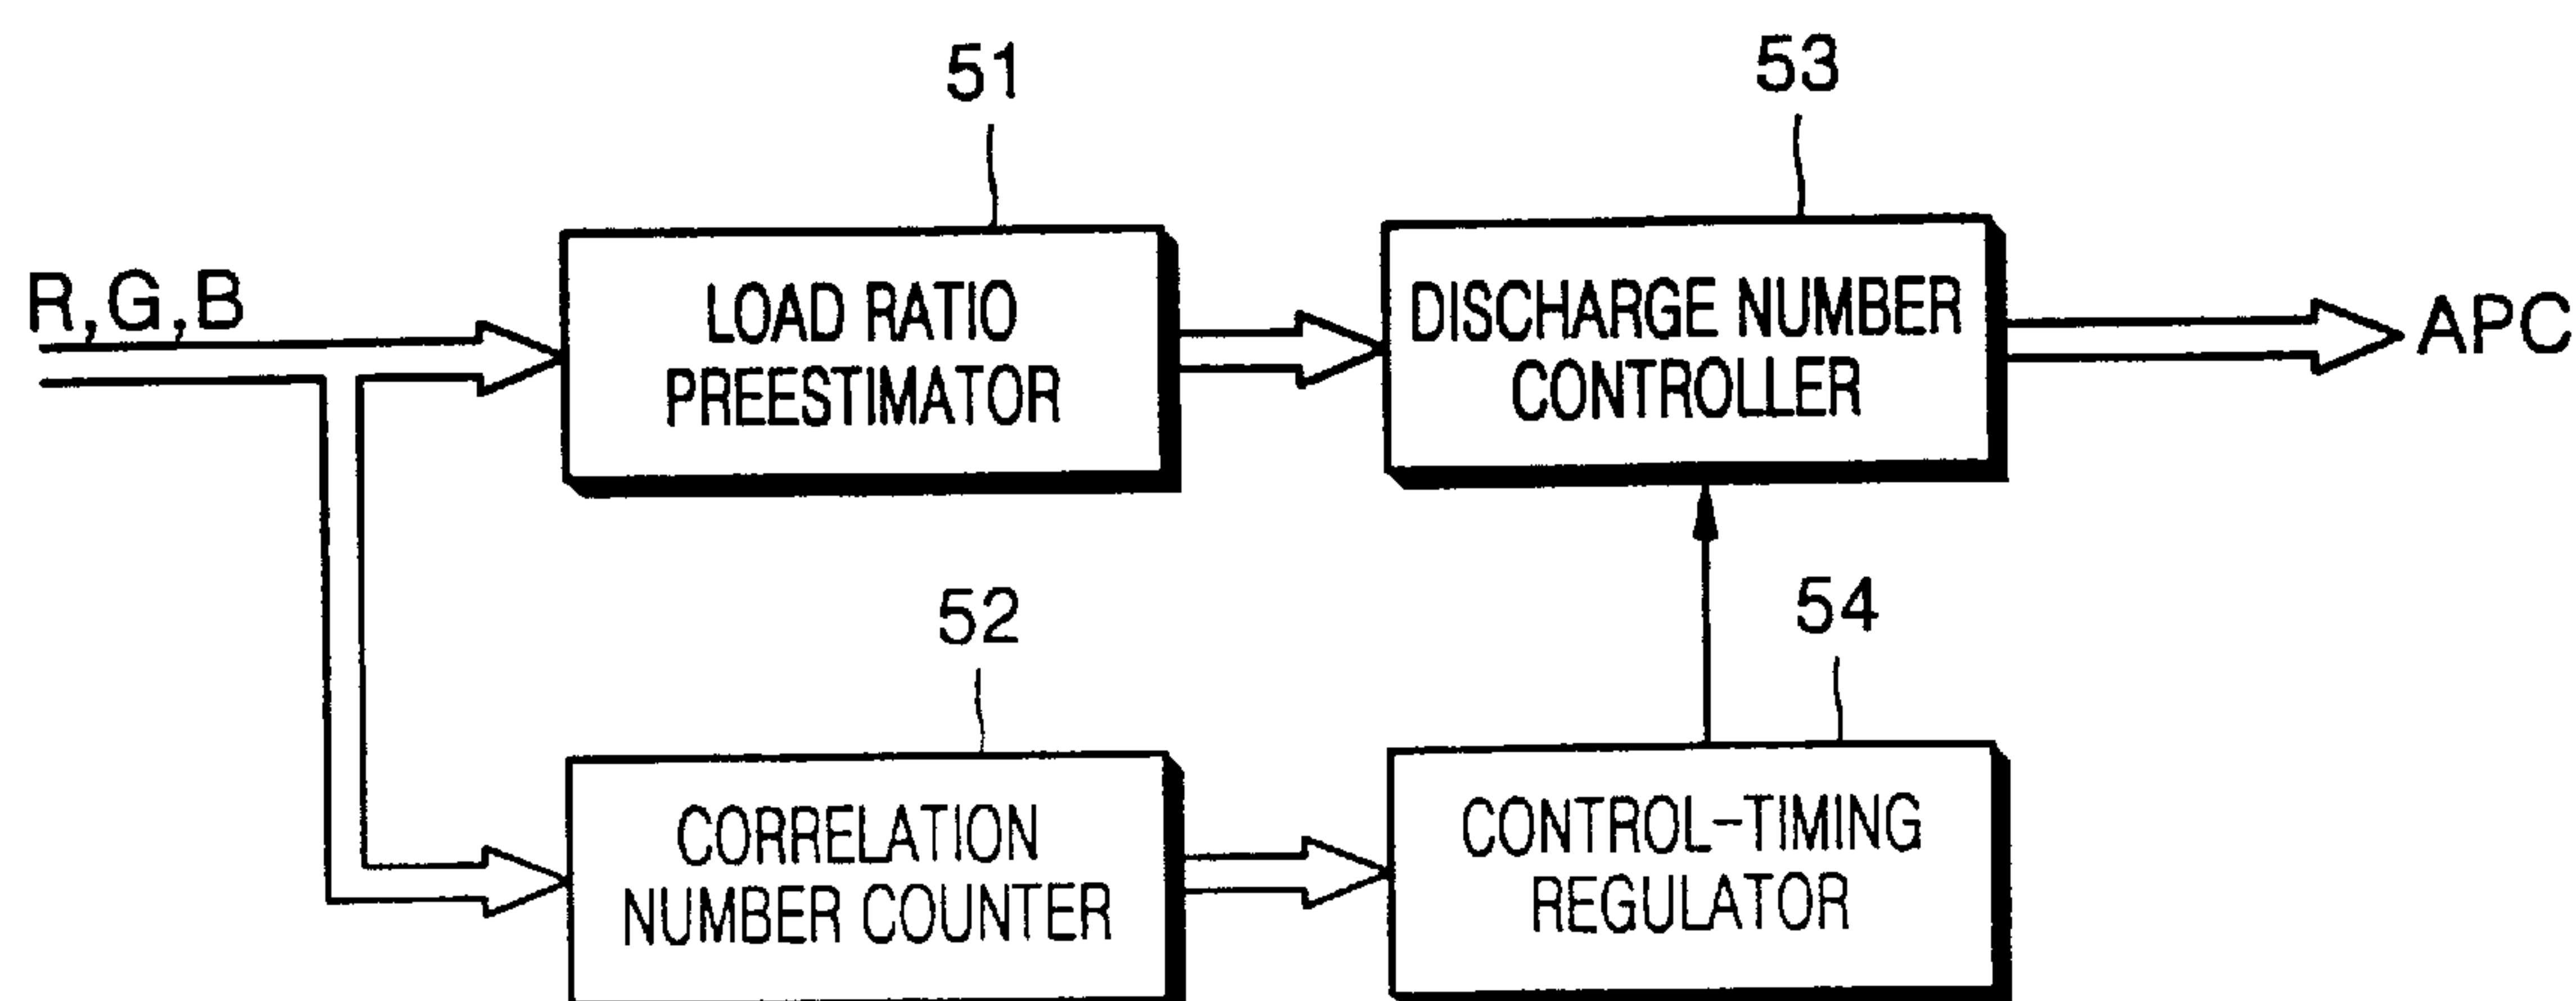 51
53
R,G,B
LOAD RATIO
PREESTIMATOR
DISCHARGE NUMBER
CONTROLLER
APC
52
54
CORRELATION
NUMBER COUNTER
CONTROL-TIMING
REGULATOR